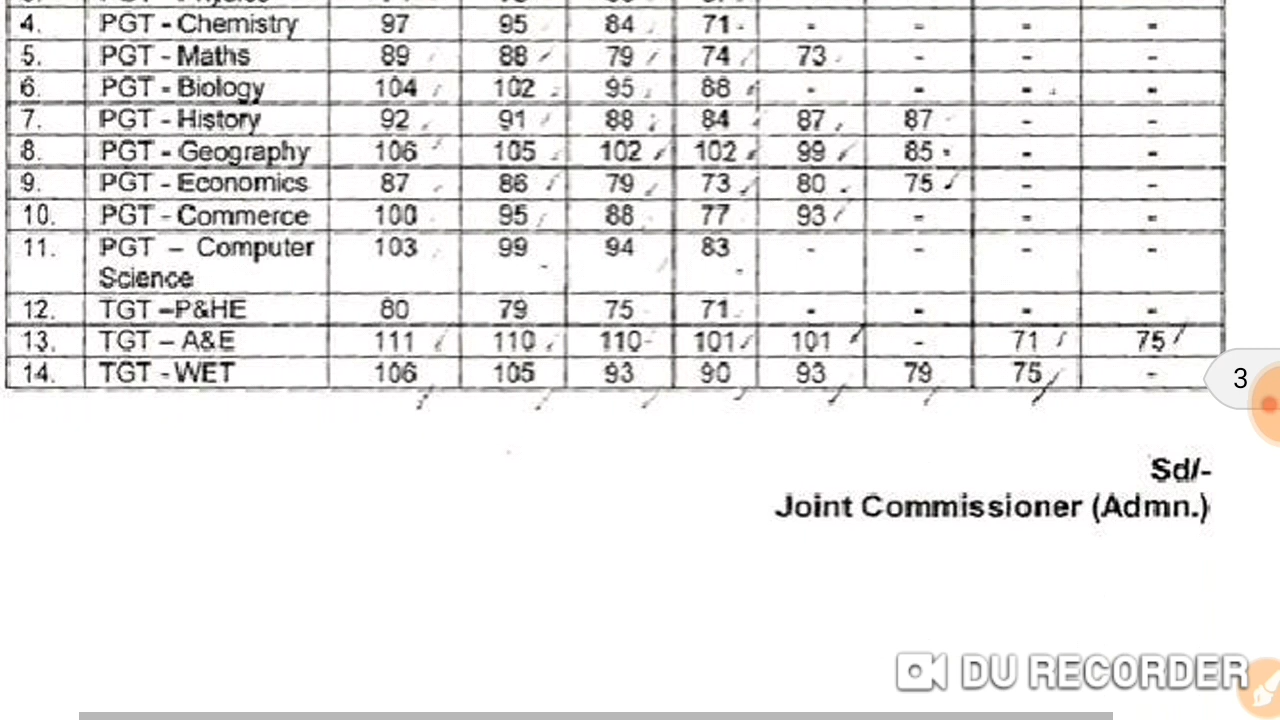 4. PGT - Chemistry 97 95 84 71 - - - -
5. PGT - Maths 89 88 79 74 73 - - -
6. PGT - Biology 104 102 95 88 - - - -
7. PGT - History 92 91 88 84 87 87 - -
8. PGT - Geography 106 105 102 102 99 85 - -
9. PGT - Economics 87 86 79 73 80 75 - -
10. PGT - Commerce 100 95 88 77 93 - - -
11. PGT – Computer 103 99 94 83 - - - -
Science
12. TGT –P&HE 80 79 75 71 - - - -
13. TGT – A&E 111 110 110 101 101 - 71 75
14. TGT - WET 106 105 93 90 93 79 75 -
3
Sd/-
Joint Commissioner (Admn.)
DU RECORDER